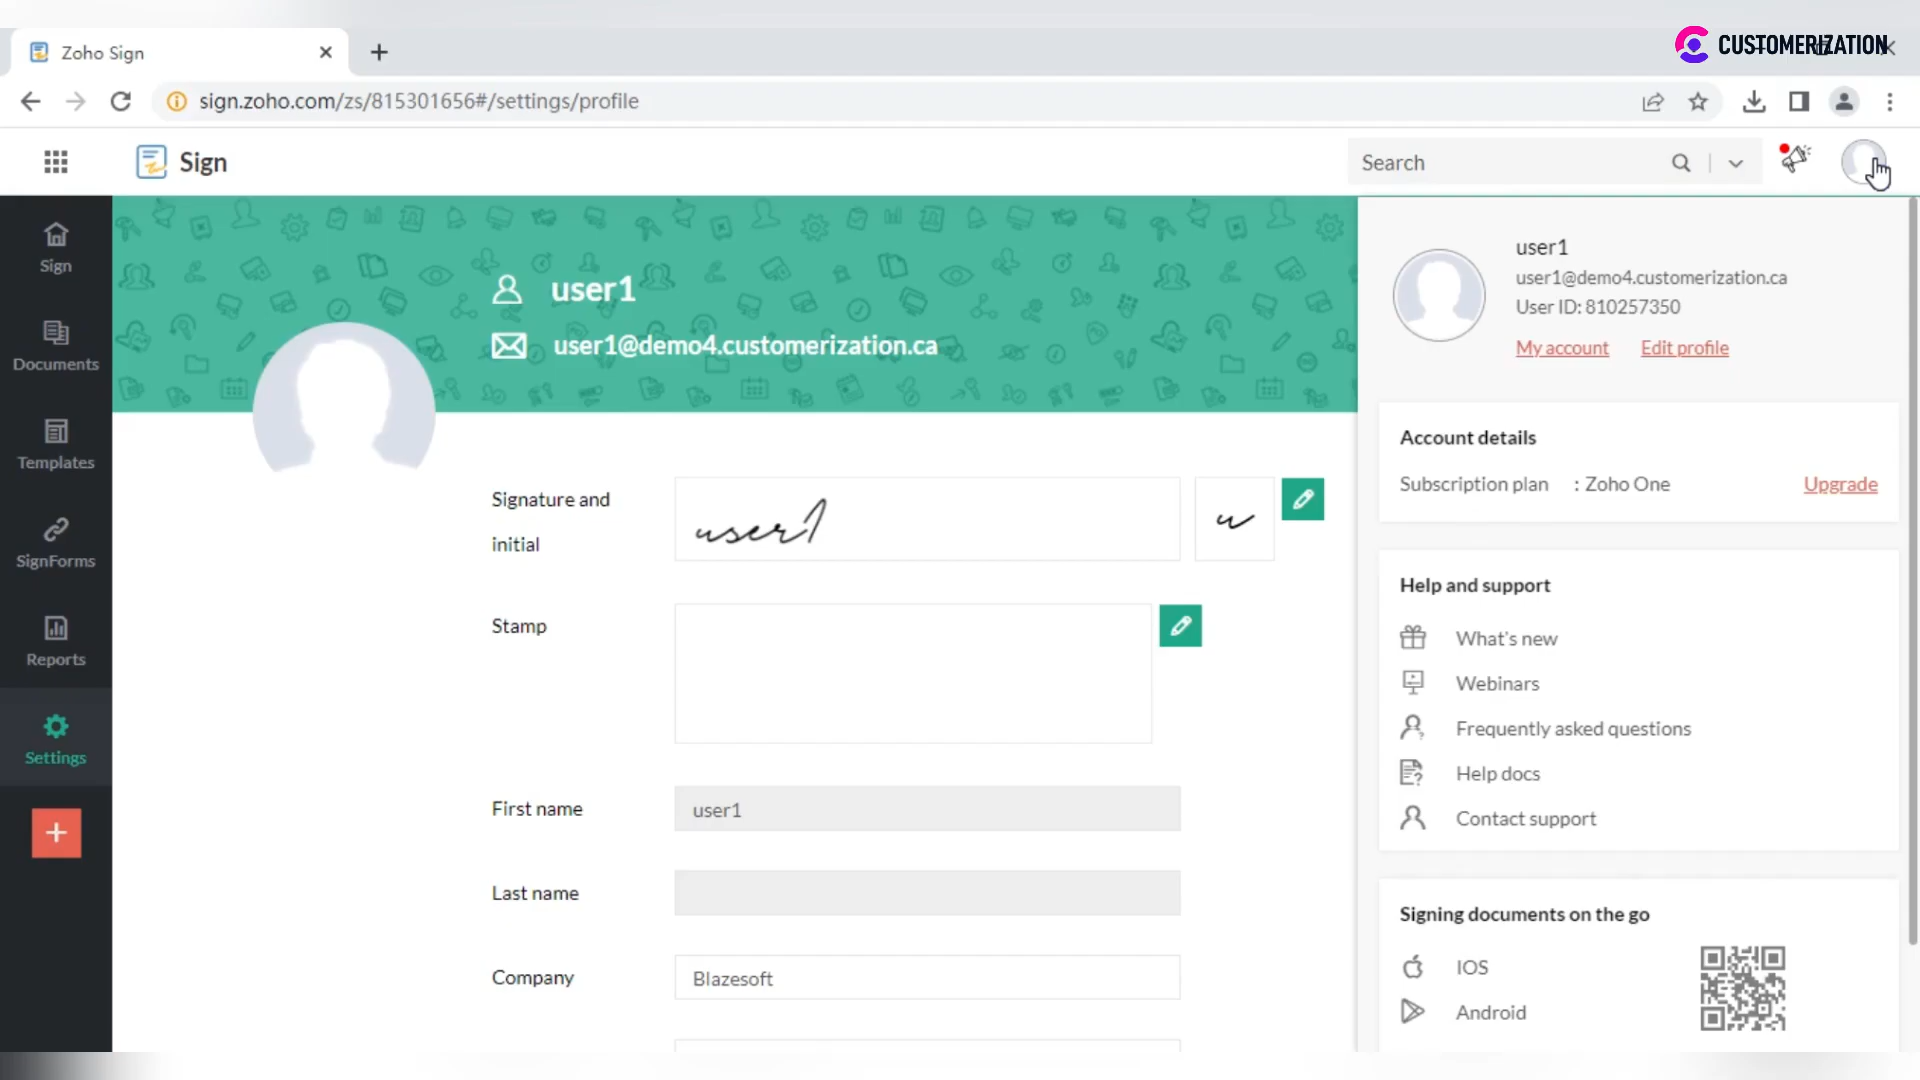 Zoho Sign
CUSTOMERIZATION
sign.zoho.com/zs/815301656#/settings/profile
Sign
Search
Sign
Documents
Templates
SignForms
Reports
Settings
user1
user1@demo4.customerization.ca
Signature and
initial
user1
u
Stamp
First name
user1
Last name
Company
Blazesoft
user1
user1@demo4.customerization.ca
User ID: 810257350
My account Edit profile
Account details
Subscription plan : Zoho One Upgrade
Help and support
What's new
Webinars
Frequently asked questions
Help docs
Contact support
Signing documents on the go
IOS
Android